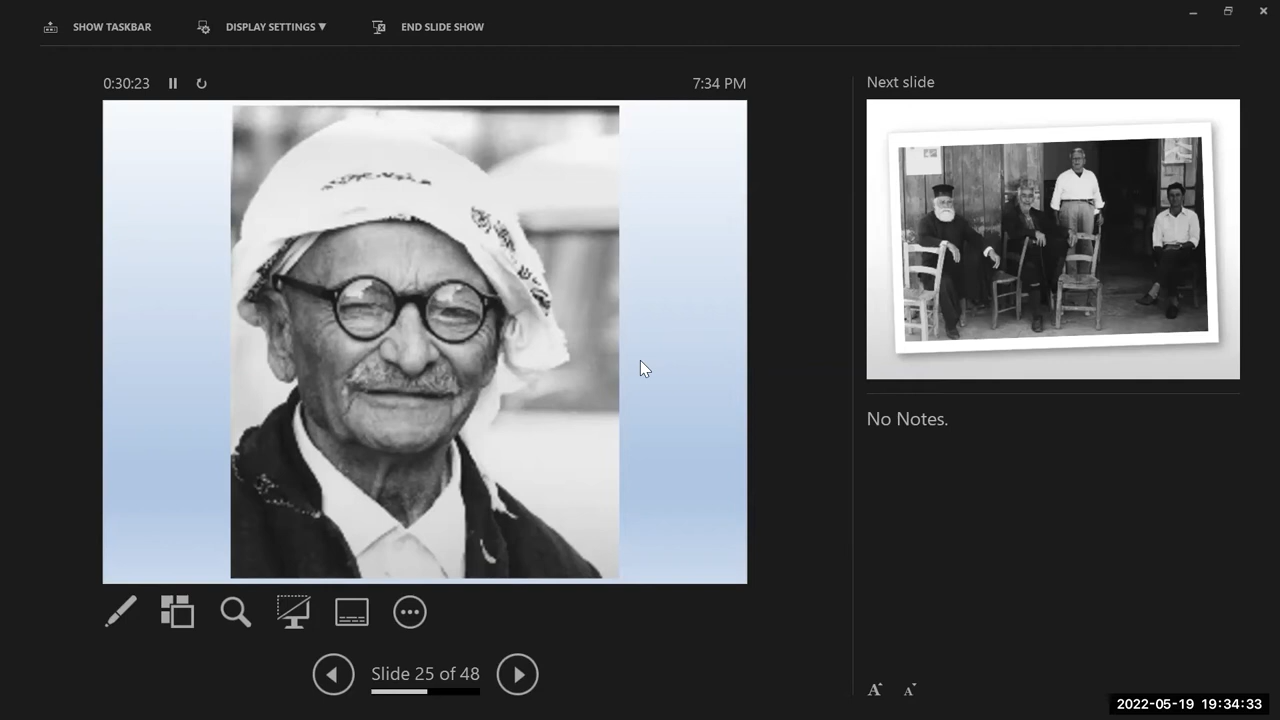 SHOW TASKBAR
DISPLAY SETTINGS ▼
END SLIDE SHOW
0:30:23
7:34 PM
Next slide
No Notes.
Slide 25 of 48
A A
2022-05-19 19:34:33